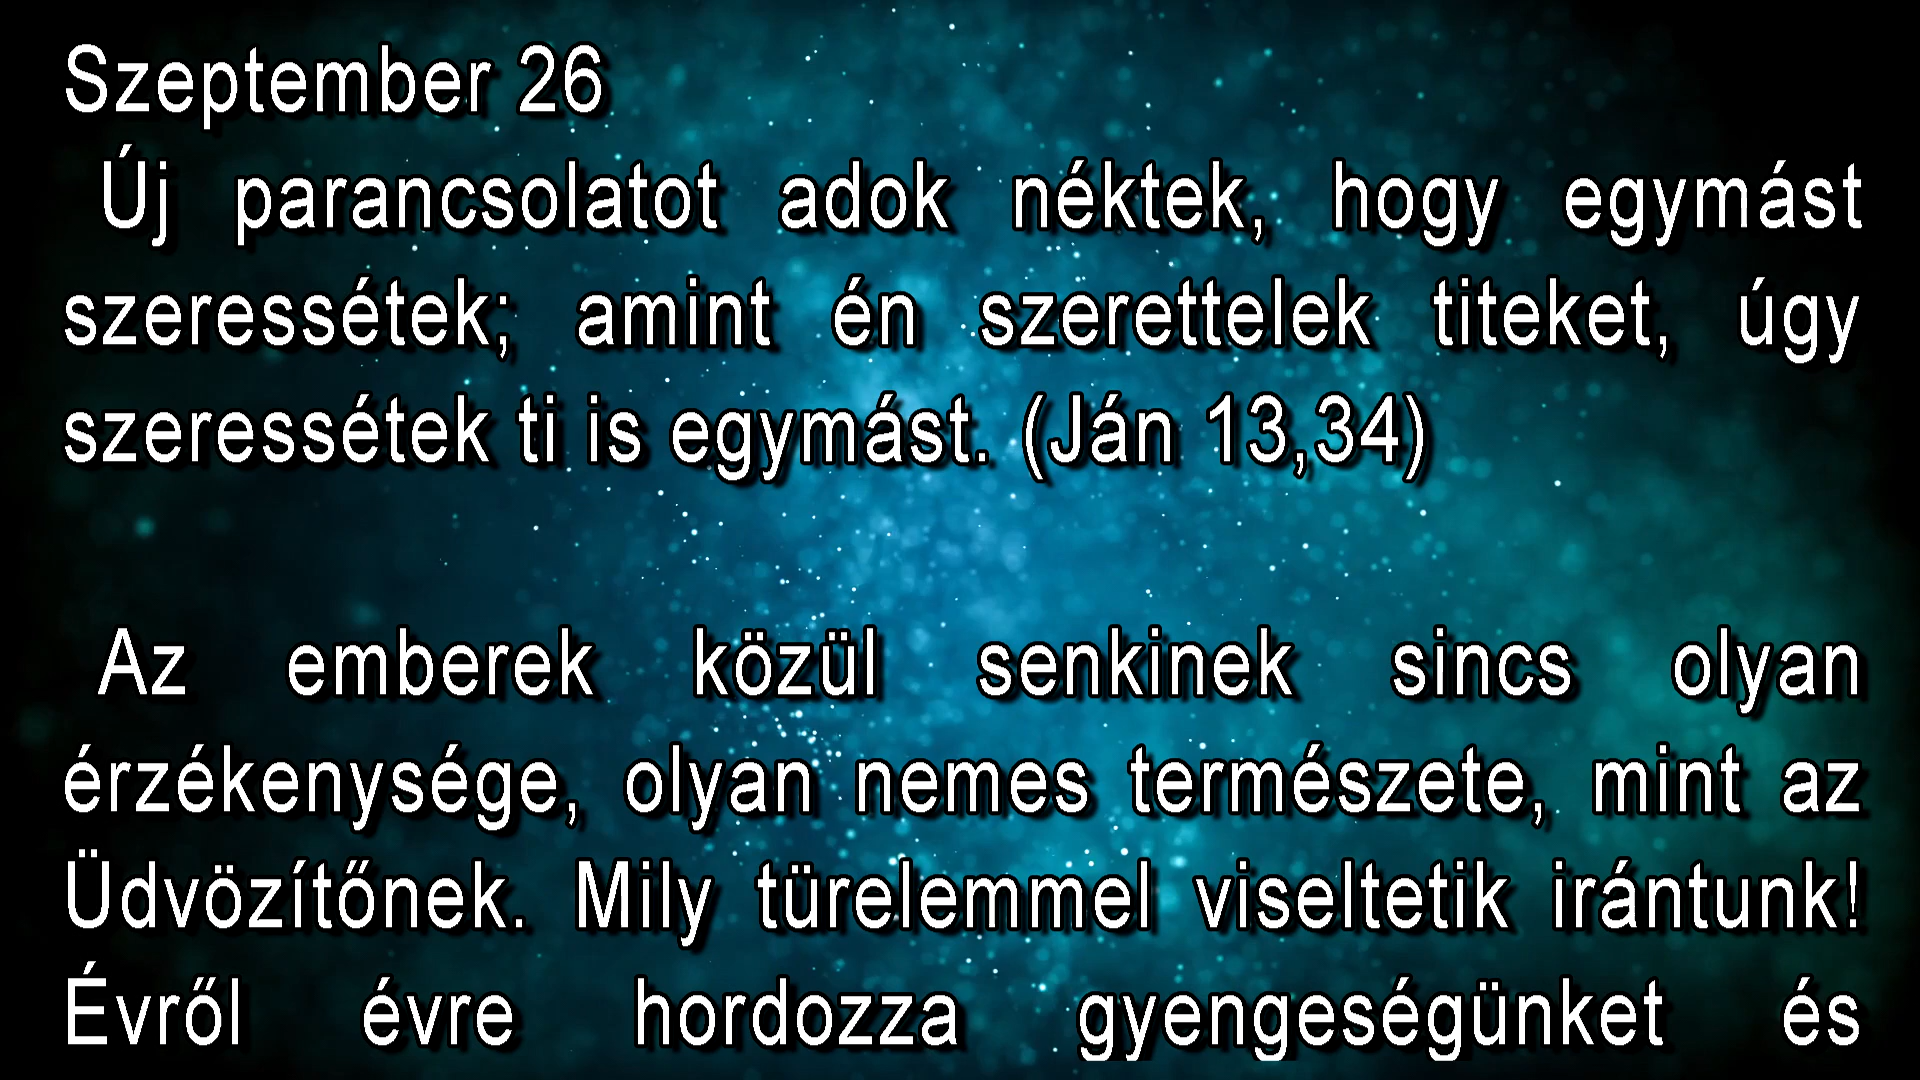 Szeptember 26
Új parancsolatot adok néktek, hogy egymást
szeressétek; amint én szerettelek titeket, úgy
szeressétek ti is egymást. (Ján 13,34)
Az emberek közül senkinek sincs olyan
érzékenysége, olyan nemes természete, mint az
Üdvözítőnek. Mily türelemmel viseltetik irántunk!
Évről évre hordozza gyengeségünket és